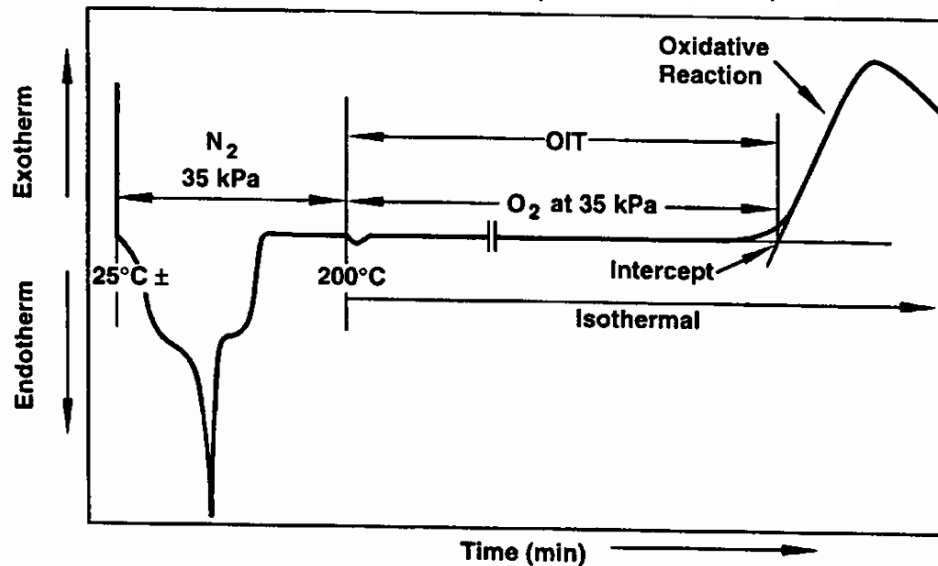 Oxidative
Reaction
Exotherm
N2
35 kPa
OIT
O2 at 35 kPa
25°C ±
200°C
Intercept
Isothermal
Endotherm
Time (min)